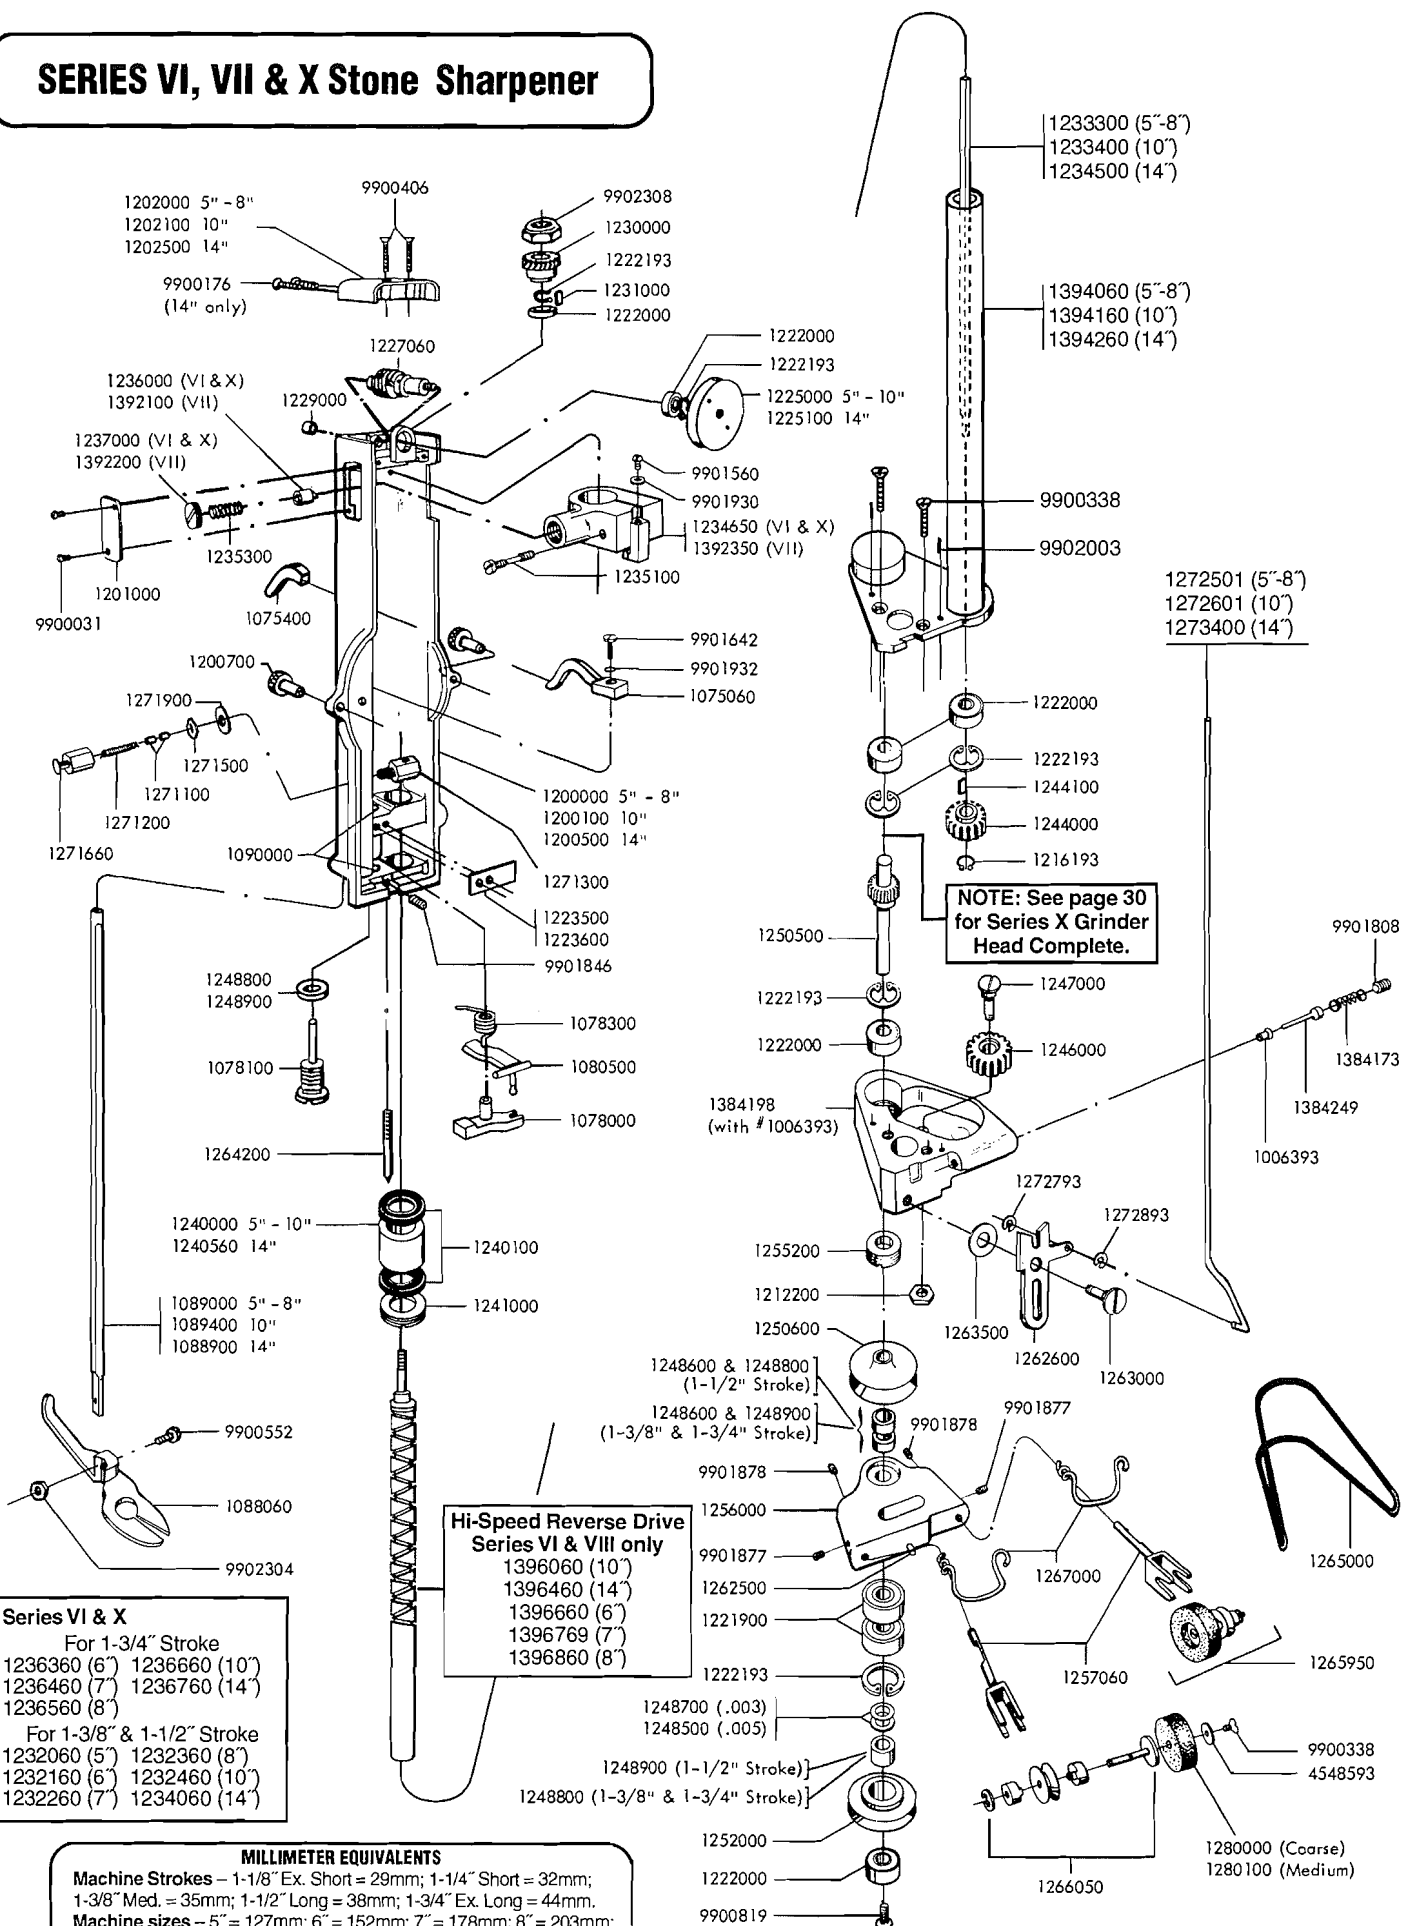 SERIES VI, VII & X Stone Sharpener
1233300 (5"-8")
1233400 (10")
1234500 (14")
1202000 5" - 8"
1202100 10"
1202500 14"
9900406
9900176
(14" only)
9902308
1230000
1222193
1231000
1222000
1394060 (5"-8")
1394160 (10")
1394260 (14")
1227060
1222000
1222193
1225000 5" - 10"
1225100 14"
1236000 (VI & X)
1392100 (VII)
1229000
1237000 (VI & X)
1392200 (VII)
9901560
9901930
1234650 (VI & X)
1392350 (VII)
1235300
1235100
1201000
9900031
1075400
9900338
9902003
1272501 (5"-8")
1272601 (10")
1273400 (14")
1200700
9901642
9901932
1075060
1271900
1271500
1271100
1271200
1271660
1222000
1222193
1244100
1244000
1216193
1200000 5" - 8"
1200100 10"
1200500 14"
1090000
1271300
1223500
1223600
9901846
NOTE: See page 30
for Series X Grinder
Head Complete.
1250500
1247000
9901808
1248800
1248900
1078100
1078300
1080500
1078000
1222193
1222000
1246000
1384173
1384249
1006393
1384198
(with #1006393)
1264200
1272793
1272893
1240000 5" - 10"
1240560 14"
1240100
1241000
1255200
1212200
1263500
1262600
1263000
1089000 5" - 8"
1089400 10"
1088900 14"
1250600
1248600 & 1248800
(1-1/2" Stroke)
1248600 & 1248900
(1-3/8" & 1-3/4" Stroke)
9901878
9901877
9900552
1088060
9902304
9901878
1256000
9901877
1262500
1221900
1267000
1265000
Hi-Speed Reverse Drive
Series VI & VIII only
1396060 (10")
1396460 (14")
1396660 (6")
1396769 (7")
1396860 (8")
1222193
1248700 (.003)
1248500 (.005)
1257060
1265950
Series VI & X
For 1-3/4" Stroke
1236360 (6") 1236660 (10")
1236460 (7") 1236760 (14")
1236560 (8")
For 1-3/8" & 1-1/2" Stroke
1232060 (5") 1232360 (8")
1232160 (6") 1232460 (10")
1232260 (7") 1234060 (14")
1248900 (1-1/2" Stroke)
1248800 (1-3/8" & 1-3/4" Stroke)
1252000
1222000
9900819
9900338
4548593
1280000 (Coarse)
1280100 (Medium)
1266050
MILLIMETER EQUIVALENTS
Machine Strokes – 1-1/8" Ex. Short = 29mm; 1-1/4" Short = 32mm;
1-3/8" Med. = 35mm; 1-1/2" Long = 38mm; 1-3/4" Ex. Long = 44mm.
Machine sizes – 5" = 127mm; 6" = 152mm; 7" = 178mm; 8" = 203mm;